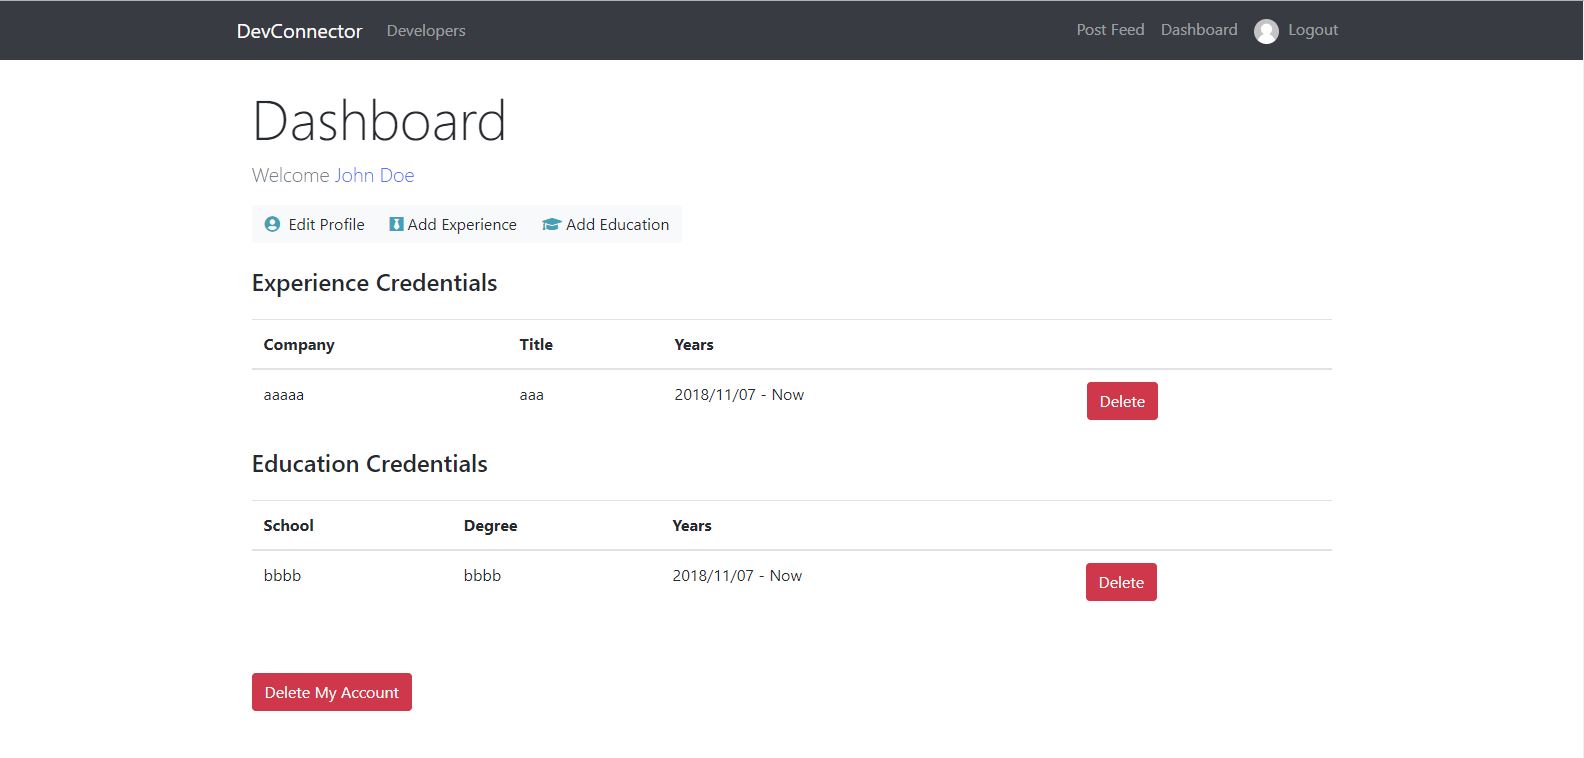 DevConnector Developers Post Feed Dashboard Logout
Dashboard
Welcome John Doe
Edit Profile Add Experience Add Education
Experience Credentials
Company Title Years
aaaaa aaa 2018/11/07 - Now Delete
Education Credentials
School Degree Years
bbbb bbbb 2018/11/07 - Now Delete
Delete My Account